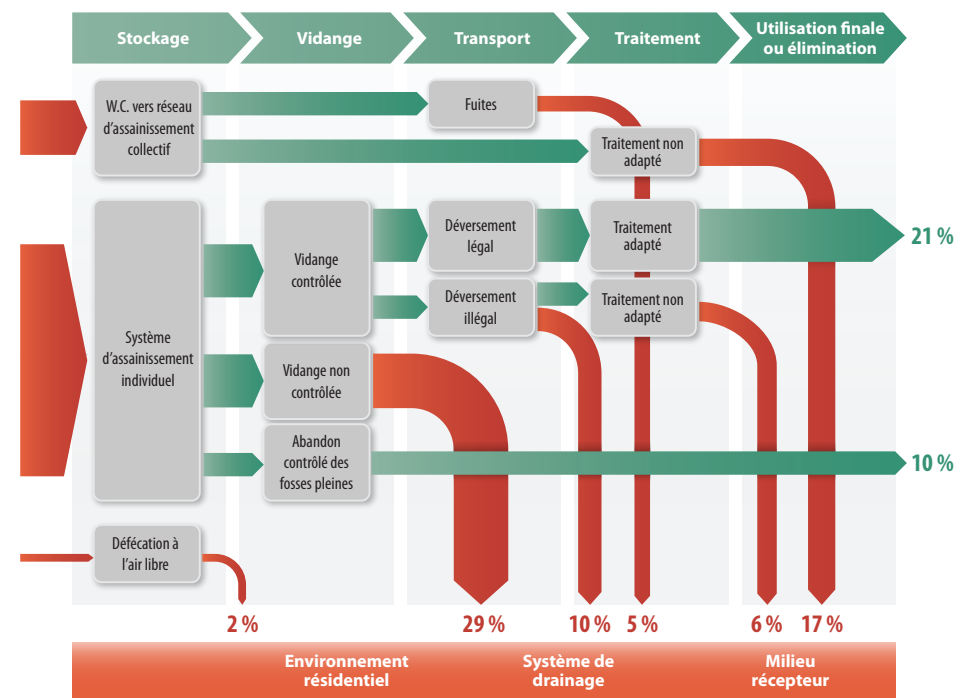 Stockage
Vidange
Transport
Traitement
Utilisation finale
ou élimination
W.C. vers réseau
d'assainissement
collectif
Fuites
Traitement non
adapté
Système
d'assainissement
individuel
Vidange
contrôlée
Déversement
légal
Traitement
adapté
21 %
Déversement
illégal
Traitement non
adapté
Vidange non
contrôlée
Abandon
contrôlé des
fosses pleines
10 %
Défécation à
l'air libre
2 %
29 %
10 %
5 %
6 %
17 %
Environnement
résidentiel
Système de
drainage
Milieu
récepteur